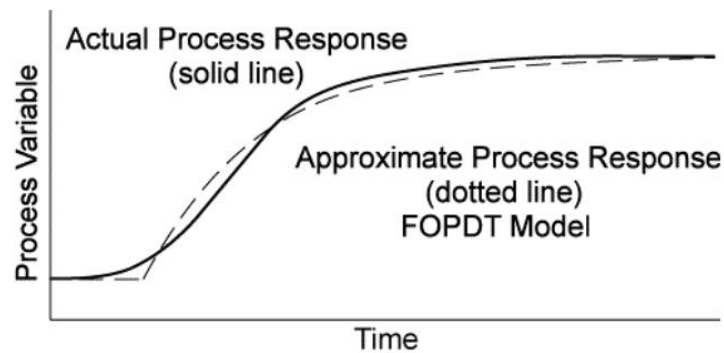 Actual Process Response
(solid line)
Process Variable
Approximate Process Response
(dotted line)
FOPDT Model
Time